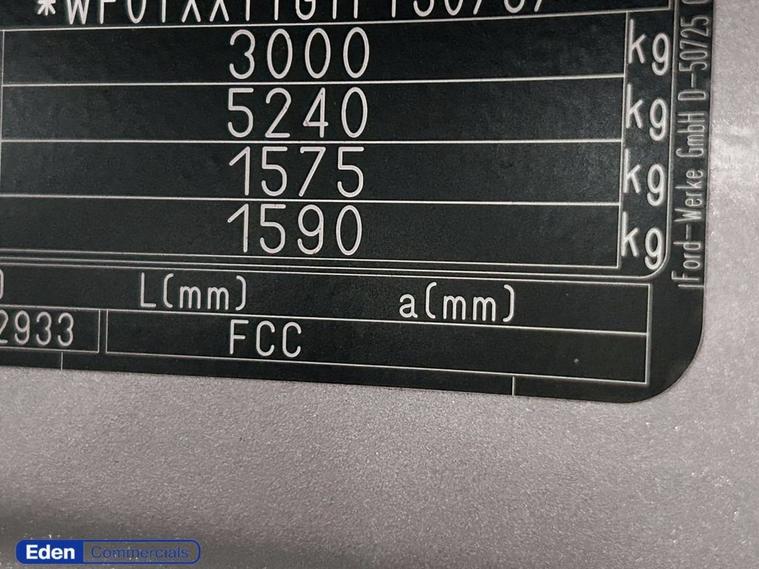 3000 kg
5240 kg
1575 kg
1590 kg
L(mm) a(mm)
2933 FCC
Ford-Werke GmbH D-50725
Eden Commercials